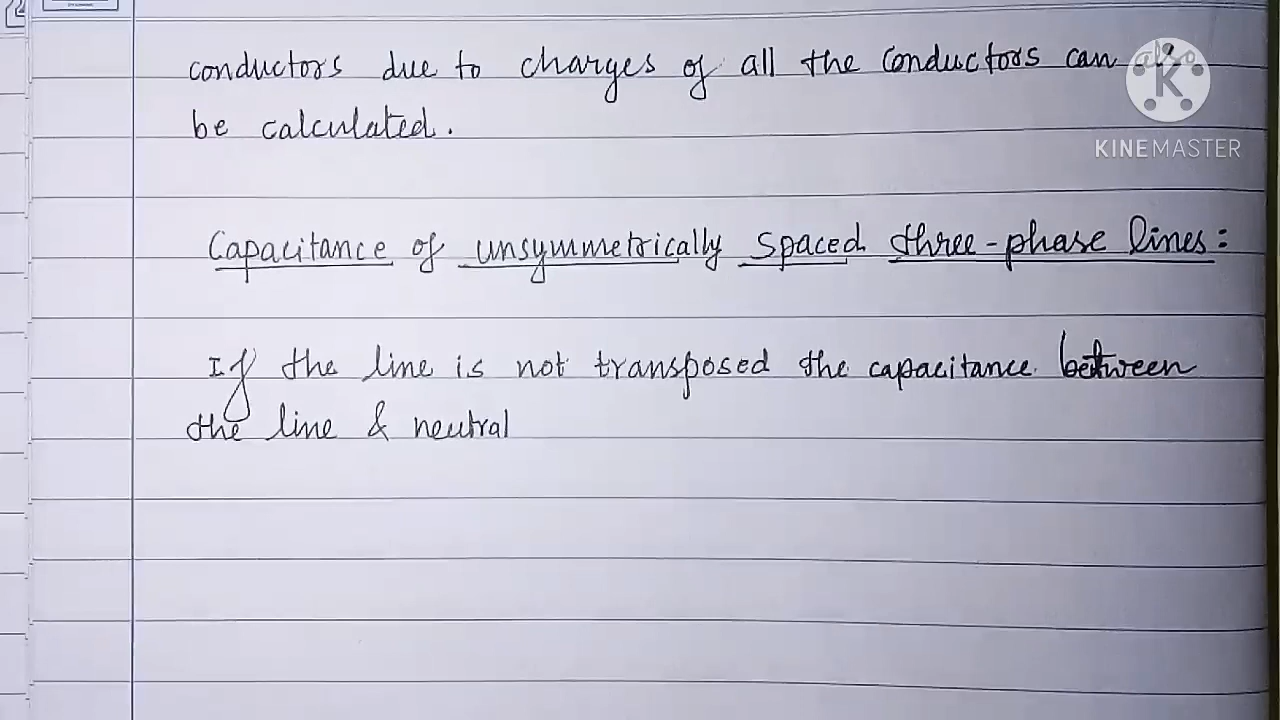 conductors due to charges of all the conductors can also
be calculated.
KINEMASTER
Capacitance of unsymmetrically spaced three-phase lines:
If the line is not transposed the capacitance between
the line & neutral